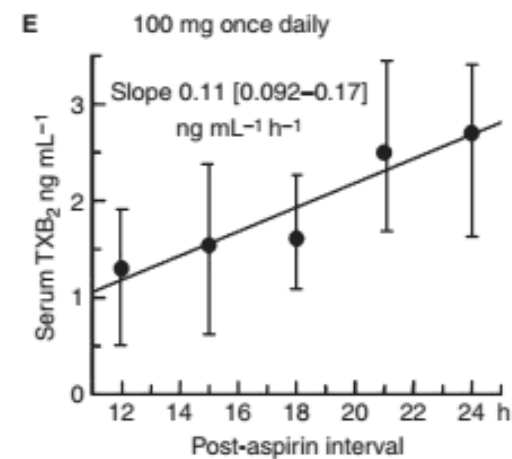 E 100 mg once daily
Slope 0.11 [0.092–0.17]
ng mL⁻¹ h⁻¹
Serum TXB₂ ng mL⁻¹
3
2
1
0
12 14 16 18 20 22 24 h
Post-aspirin interval